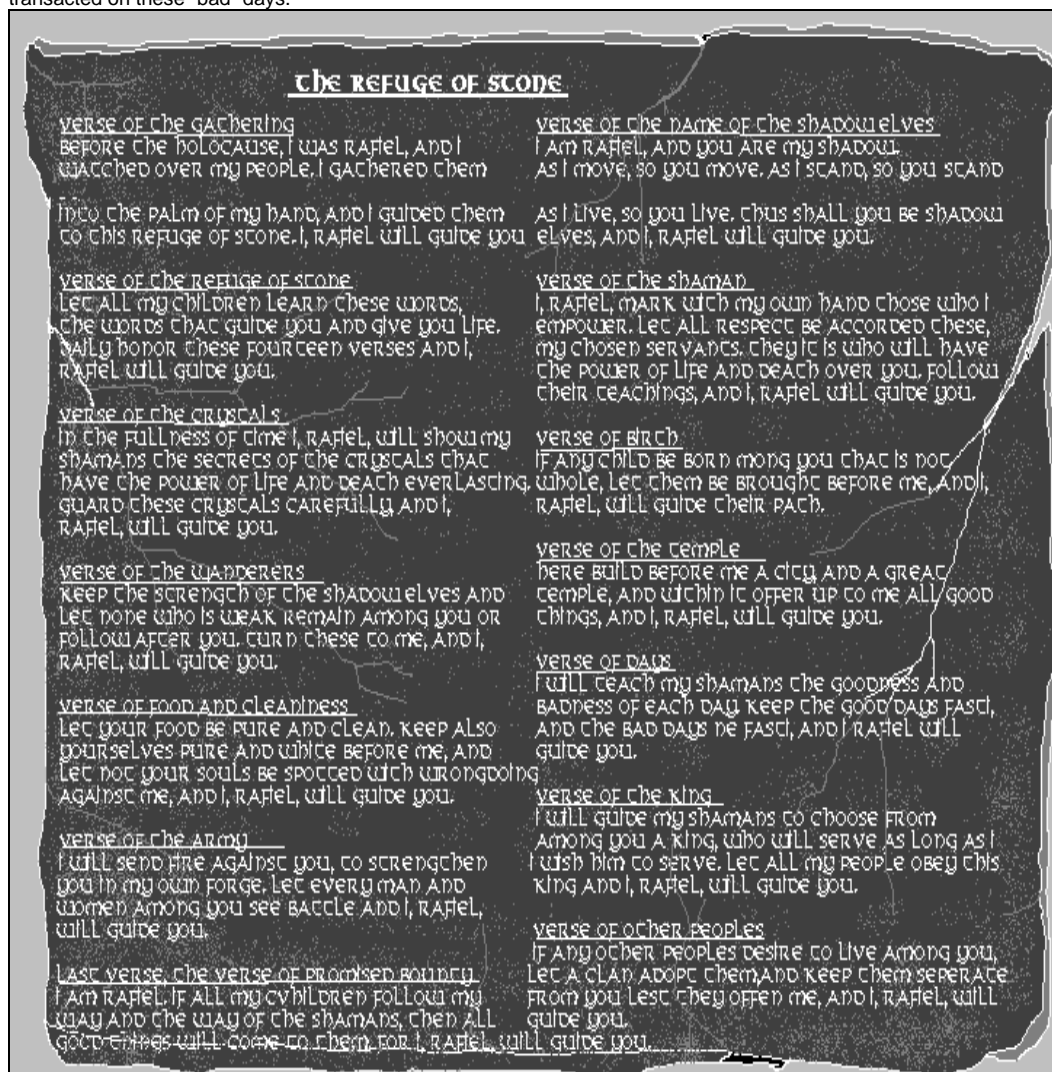 transacted on these "bad" days.
The Refuge of Stone
Verse of the Gathering
Before the holocause, I was Rafiel, and I
watcched over my people. I gathered them
into the palm of my hand, and I guided them
to this refuge of stone. I, Rafiel will guide you
Verse of the Refuge of Stone
Let all my children learn these words,
the words that guide you and give you life.
Daily honor these fourteen verses and I,
Rafiel will guide you.
Verse of the Crystals
In the fullness of time I, Rafiel, will show my
shamans the secrets of the crystals that
have the power of life and death everlasting.
Guard these crystals carefully, and I,
Rafiel, will guide you.
Verse of the Wanderers
Keep the strength of the shadowelves and
let none who is weak remain among you or
follow after you. Turn these to me, and I,
Rafiel, will guide you.
Verse of Food and Cleaniness
Let your food be pure and clean. Keep also
yourselves pure and white before me, and
let not your souls be spotted with wrongdoing
against me, and I, Rafiel, will guide you.
Verse of the Army
I will send fire against you, to strengthen
you in my own forge. Let every man and
women among you see battle and I, Rafiel,
will guide you.
Last Verse, the Verse of Promised Bounty
I am Rafiel. If all my cvhildren follow my
way and the way of the shamans, then all
good things will come to them, for I, Rafiel, will guide you.
Verse of the Name of the Shadowelves
I am Rafiel, and you are my shadow.
As I move, so you move. As I stand, so you stand
As I live, so you live. Thus shall you be shadow
elves, and I, Rafiel will guide you.
Verse of the Shaman
I, Rafiel, mark with my own hand those who I
empower. Let all respect be accorded these,
my chosen servants. They it is who will have
the power of life and death over you. Follow
their teachings, and I, Rafiel, will guide you.
Verse of Birth
If any child be born mong you that is not
whole, let them be brought before me, and I,
Rafiel, will guide their path.
Verse of the Temple
Here build before me a city, and a great
temple, and within it offer up to me all good
things, and I, Rafiel, will guide you.
Verse of Days
I will teach my shamans the goodness and
badness of each day. Keep the good days fasti,
and the bad days ne fasti, and I Rafiel will
guide you.
Verse of the King
I will guide my shamans to choose from
among you a king, who will serve as long as I
I wish him to serve. Let all my people obey this
king and I, Rafiel, will guide you.
Verse of Other Peoples
If any other peoples desire to live among you,
let a clan adopt them,and keep them seperate
from you lest they offen me, and I, Rafiel, will
guide you.